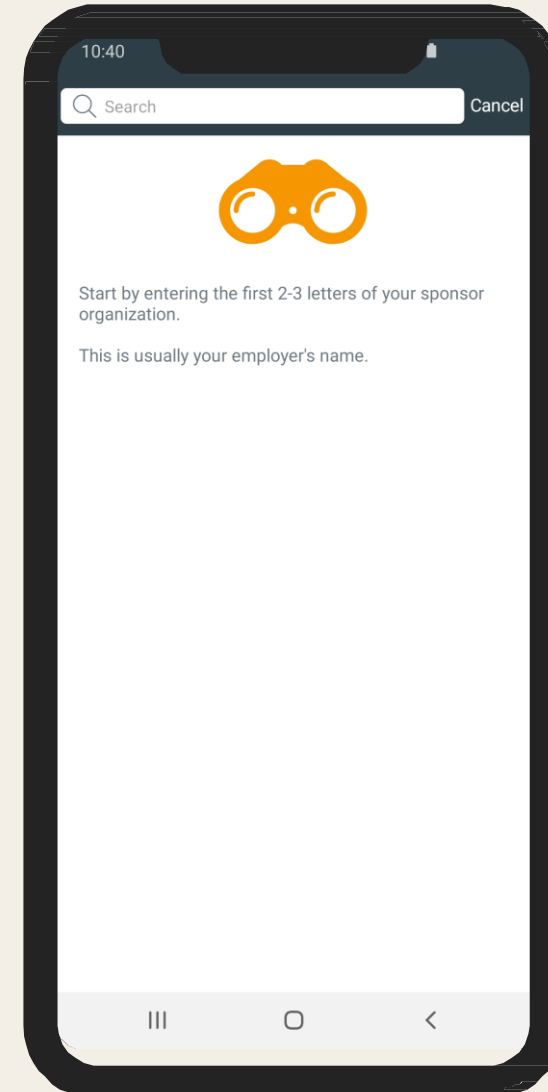 10:40
Search
Cancel
Start by entering the first 2-3 letters of your sponsor
organization.
This is usually your employer's name.